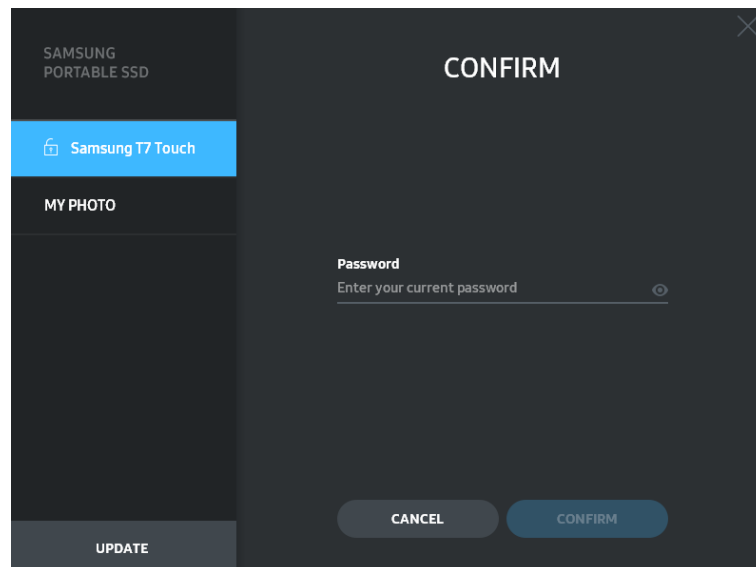 SAMSUNG
PORTABLE SSD
Samsung T7 Touch
MY PHOTO
UPDATE
CONFIRM
Password
Enter your current password
CANCEL
CONFIRM